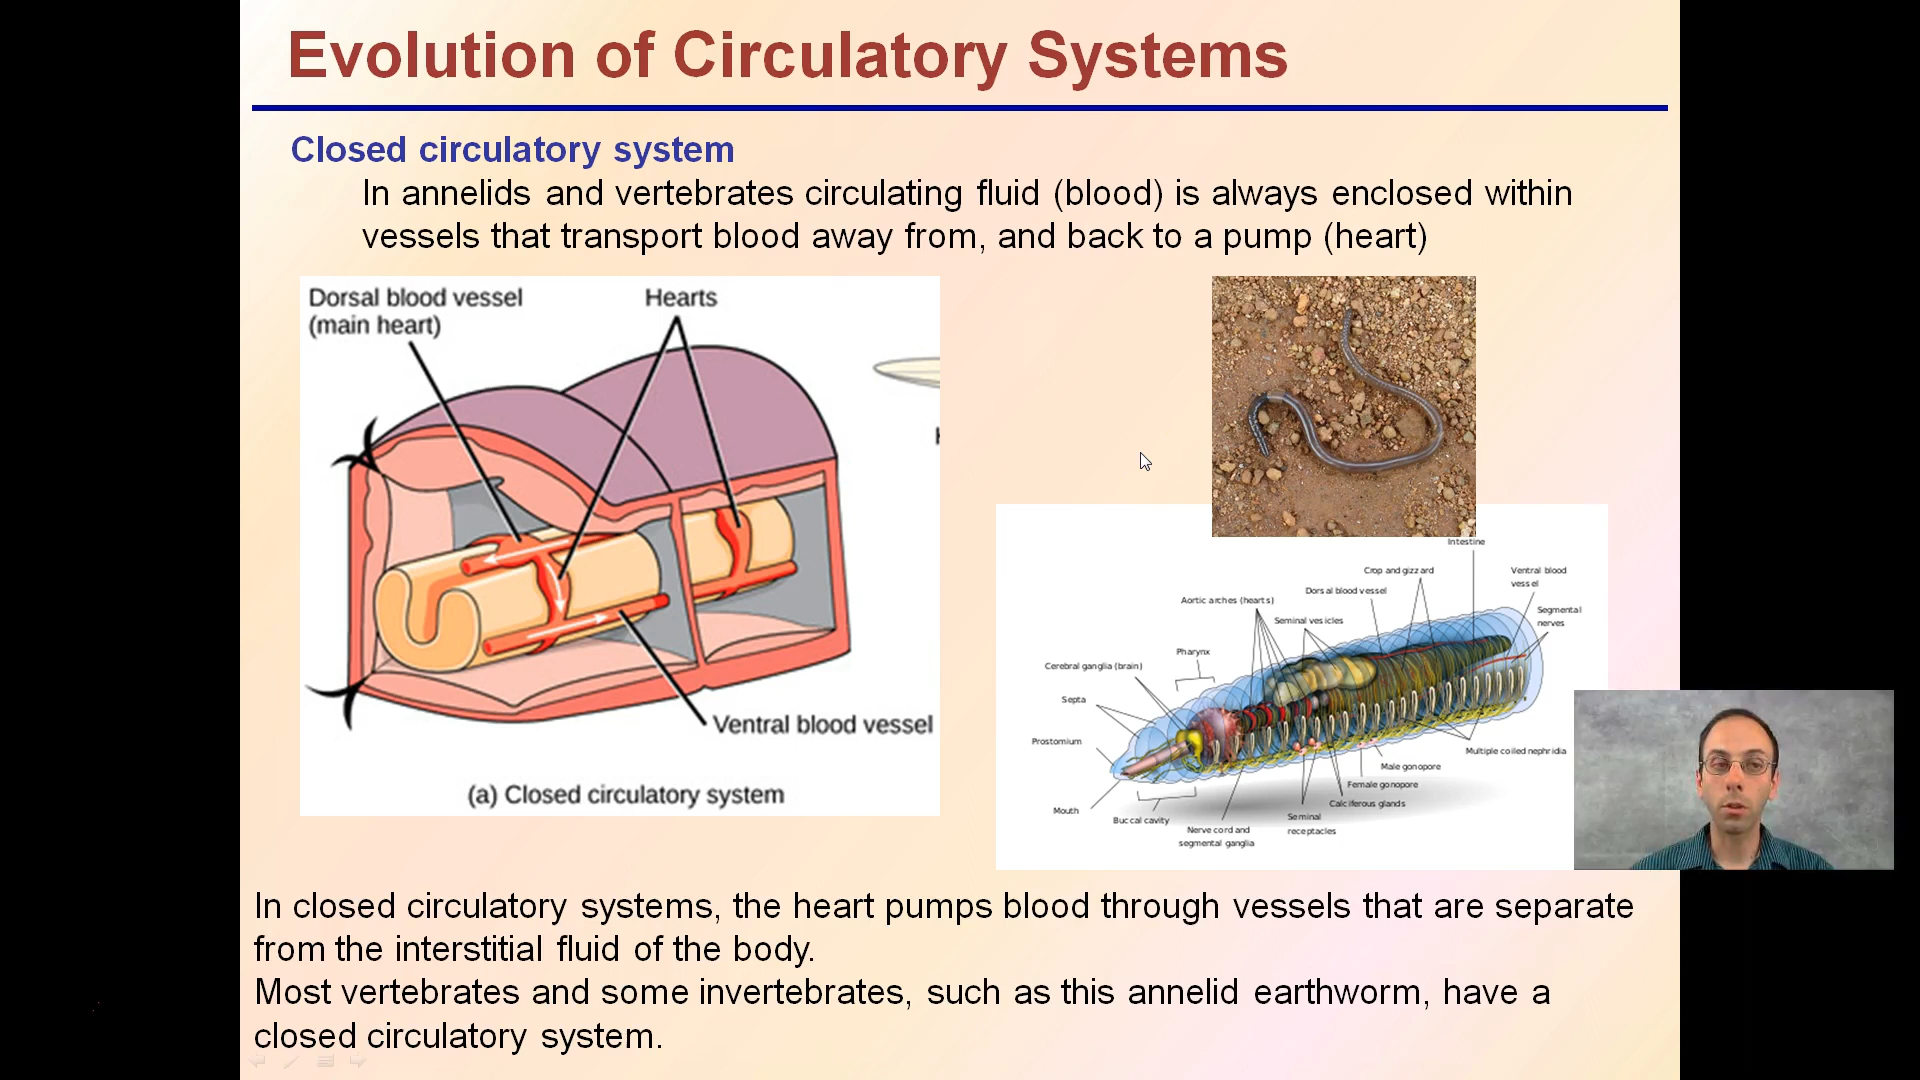 Evolution of Circulatory Systems
Closed circulatory system
In annelids and vertebrates circulating fluid (blood) is always enclosed within
vessels that transport blood away from, and back to a pump (heart)
Dorsal blood vessel
(main heart)
Hearts
Ventral blood vessel
(a) Closed circulatory system
Intestine
Crop and gizzard
Ventral blood
vessel
Dorsal blood vessel
Aortic arches (hearts)
Segmental
nerves
Seminal vesicles
Pharynx
Cerebral ganglia (brain)
Septa
Prostomium
Multiple coiled nephridia
Male gonopore
Female gonopore
Calciferous glands
Mouth
Buccal cavity
Seminal
receptacles
Nerve cord and
segmental ganglia
In closed circulatory systems, the heart pumps blood through vessels that are separate
from the interstitial fluid of the body.
Most vertebrates and some invertebrates, such as this annelid earthworm, have a
closed circulatory system.